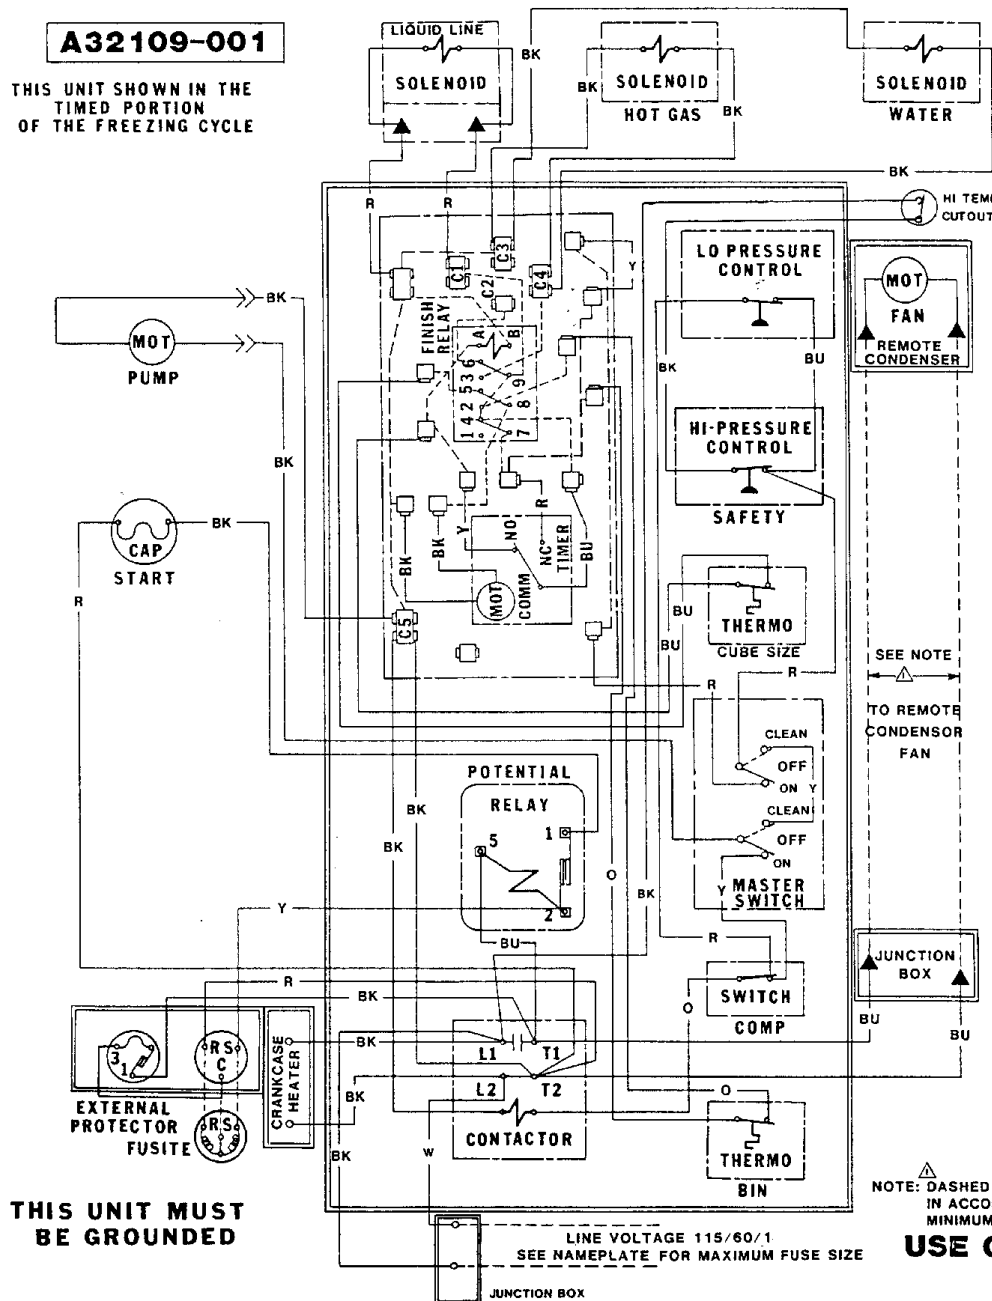 A32109-001
THIS UNIT SHOWN IN THE
TIMED PORTION
OF THE FREEZING CYCLE
LIQUID LINE
SOLENOID
BK
SOLENOID
HOT GAS
BK
BK
SOLENOID
WATER
BK
R
R
HI TEMP
CUTOUT
LO PRESSURE
CONTROL
BK
BU
MOT
FAN
REMOTE
CONDENSER
BK
MOT
PUMP
C1
C2
C3
C4
Y
FINISH
RELAY
A
B
6
3
5
2
4
1
9
8
7
HI-PRESSURE
CONTROL
SAFETY
BK
CAP
START
BK
R
BK
BK
Y
NO
NC
R
TIMER
BU
COMM
MOT
C5
BU
BU
THERMO
CUBE SIZE
R
R
SEE NOTE
TO REMOTE
CONDENSOR
FAN
CLEAN
OFF
ON
Y
CLEAN
OFF
ON
Y
MASTER
SWITCH
POTENTIAL
RELAY
1
5
2
BK
BK
O
BK
Y
BU
R
BK
R
O
SWITCH
COMP
JUNCTION
BOX
BU
BU
3
1
R S
C
EXTERNAL
PROTECTOR
FUSITE
R S
CRANKCASE
HEATER
BK
BK
BK
W
L1
T1
L2
T2
CONTACTOR
O
THERMO
BIN
THIS UNIT MUST
BE GROUNDED
LINE VOLTAGE 115/60/1
SEE NAMEPLATE FOR MAXIMUM FUSE SIZE
JUNCTION BOX
NOTE: DASHED
IN ACCO
MINIMUM
USE